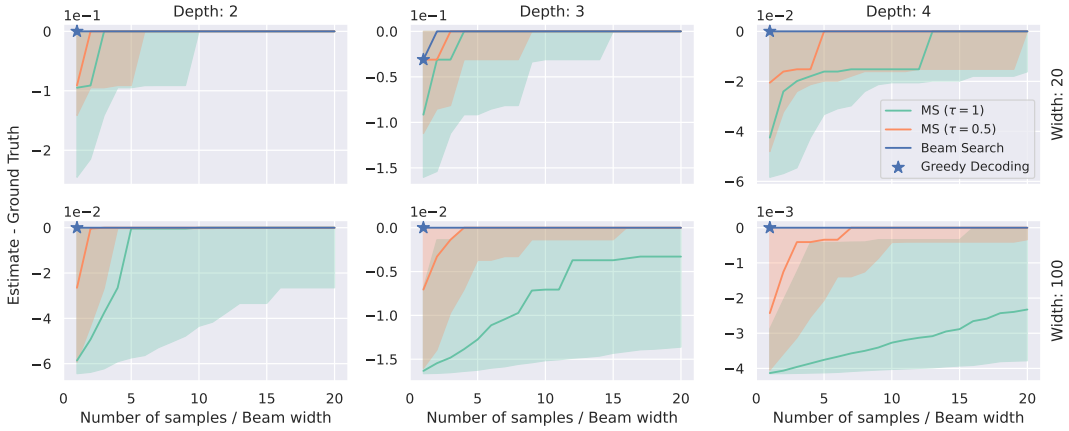 Depth: 2
Depth: 3
Depth: 4
1e−1
1e−1
1e−2
0
−1
−2
0.0
−0.5
−1.0
−1.5
0
−2
−4
−6
MS (τ = 1)
MS (τ = 0.5)
Beam Search
Greedy Decoding
Width: 20
Estimate - Ground Truth
1e−2
1e−2
1e−3
0
−2
−4
−6
0.0
−0.5
−1.0
−1.5
0
−1
−2
−3
−4
Width: 100
0 5 10 15 20
0 5 10 15 20
0 5 10 15 20
Number of samples / Beam width
Number of samples / Beam width
Number of samples / Beam width